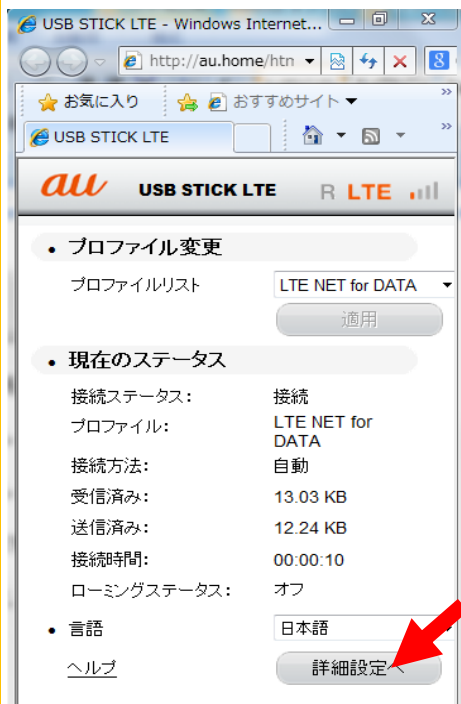 USB STICK LTE - Windows Internet...
http://au.home/htn
お気に入り おすすめサイト ▼
USB STICK LTE
au USB STICK LTE R LTE
• プロファイル変更
プロファイルリスト LTE NET for DATA
適用
• 現在のステータス
接続ステータス: 接続
プロファイル: LTE NET for
DATA
接続方法: 自動
受信済み: 13.03 KB
送信済み: 12.24 KB
接続時間: 00:00:10
ローミングステータス: オフ
• 言語 日本語
ヘルプ 詳細設定へ